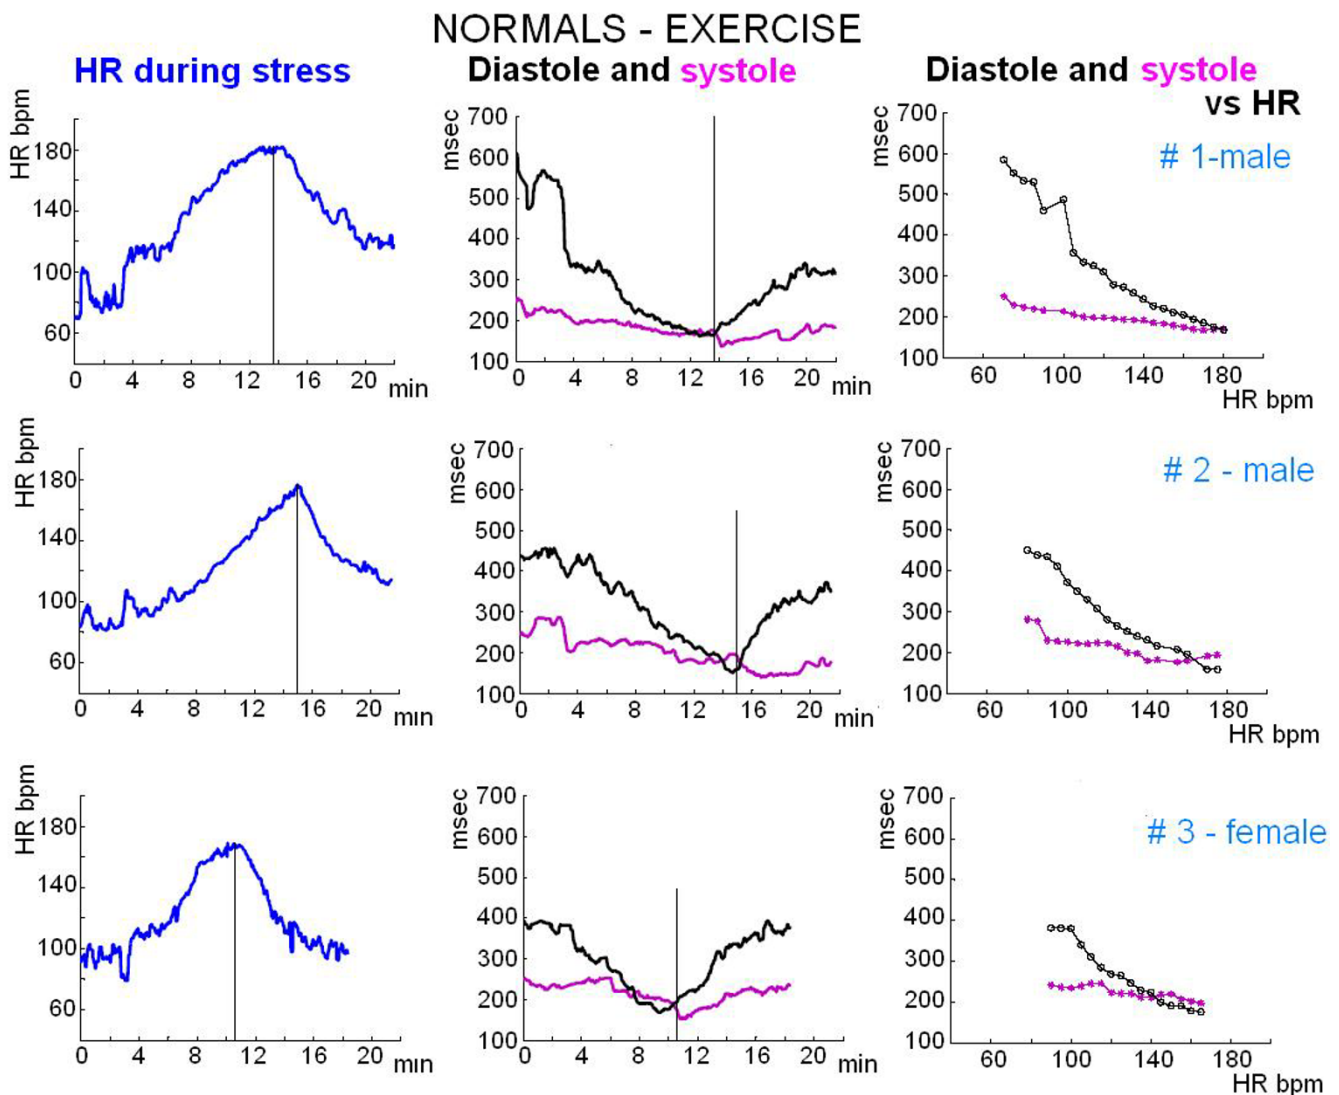 NORMALS - EXERCISE
HR during stress
Diastole and systole
Diastole and systole
vs HR
HR bpm
180
140
100
60
0 4 8 12 16 20 min
msec
700
600
500
400
300
200
100
0 4 8 12 16 20 min
msec
700
600
500
400
300
200
100
60 100 140 180
HR bpm
# 1-male
HR bpm
180
140
100
60
0 4 8 12 16 20 min
msec
700
600
500
400
300
200
100
0 4 8 12 16 20 min
msec
700
600
500
400
300
200
100
60 100 140 180
HR bpm
# 2 - male
HR bpm
180
140
100
60
0 4 8 12 16 20 min
msec
700
600
500
400
300
200
100
0 4 8 12 16 20 min
msec
700
600
500
400
300
200
100
60 100 140 180
HR bpm
# 3 - female